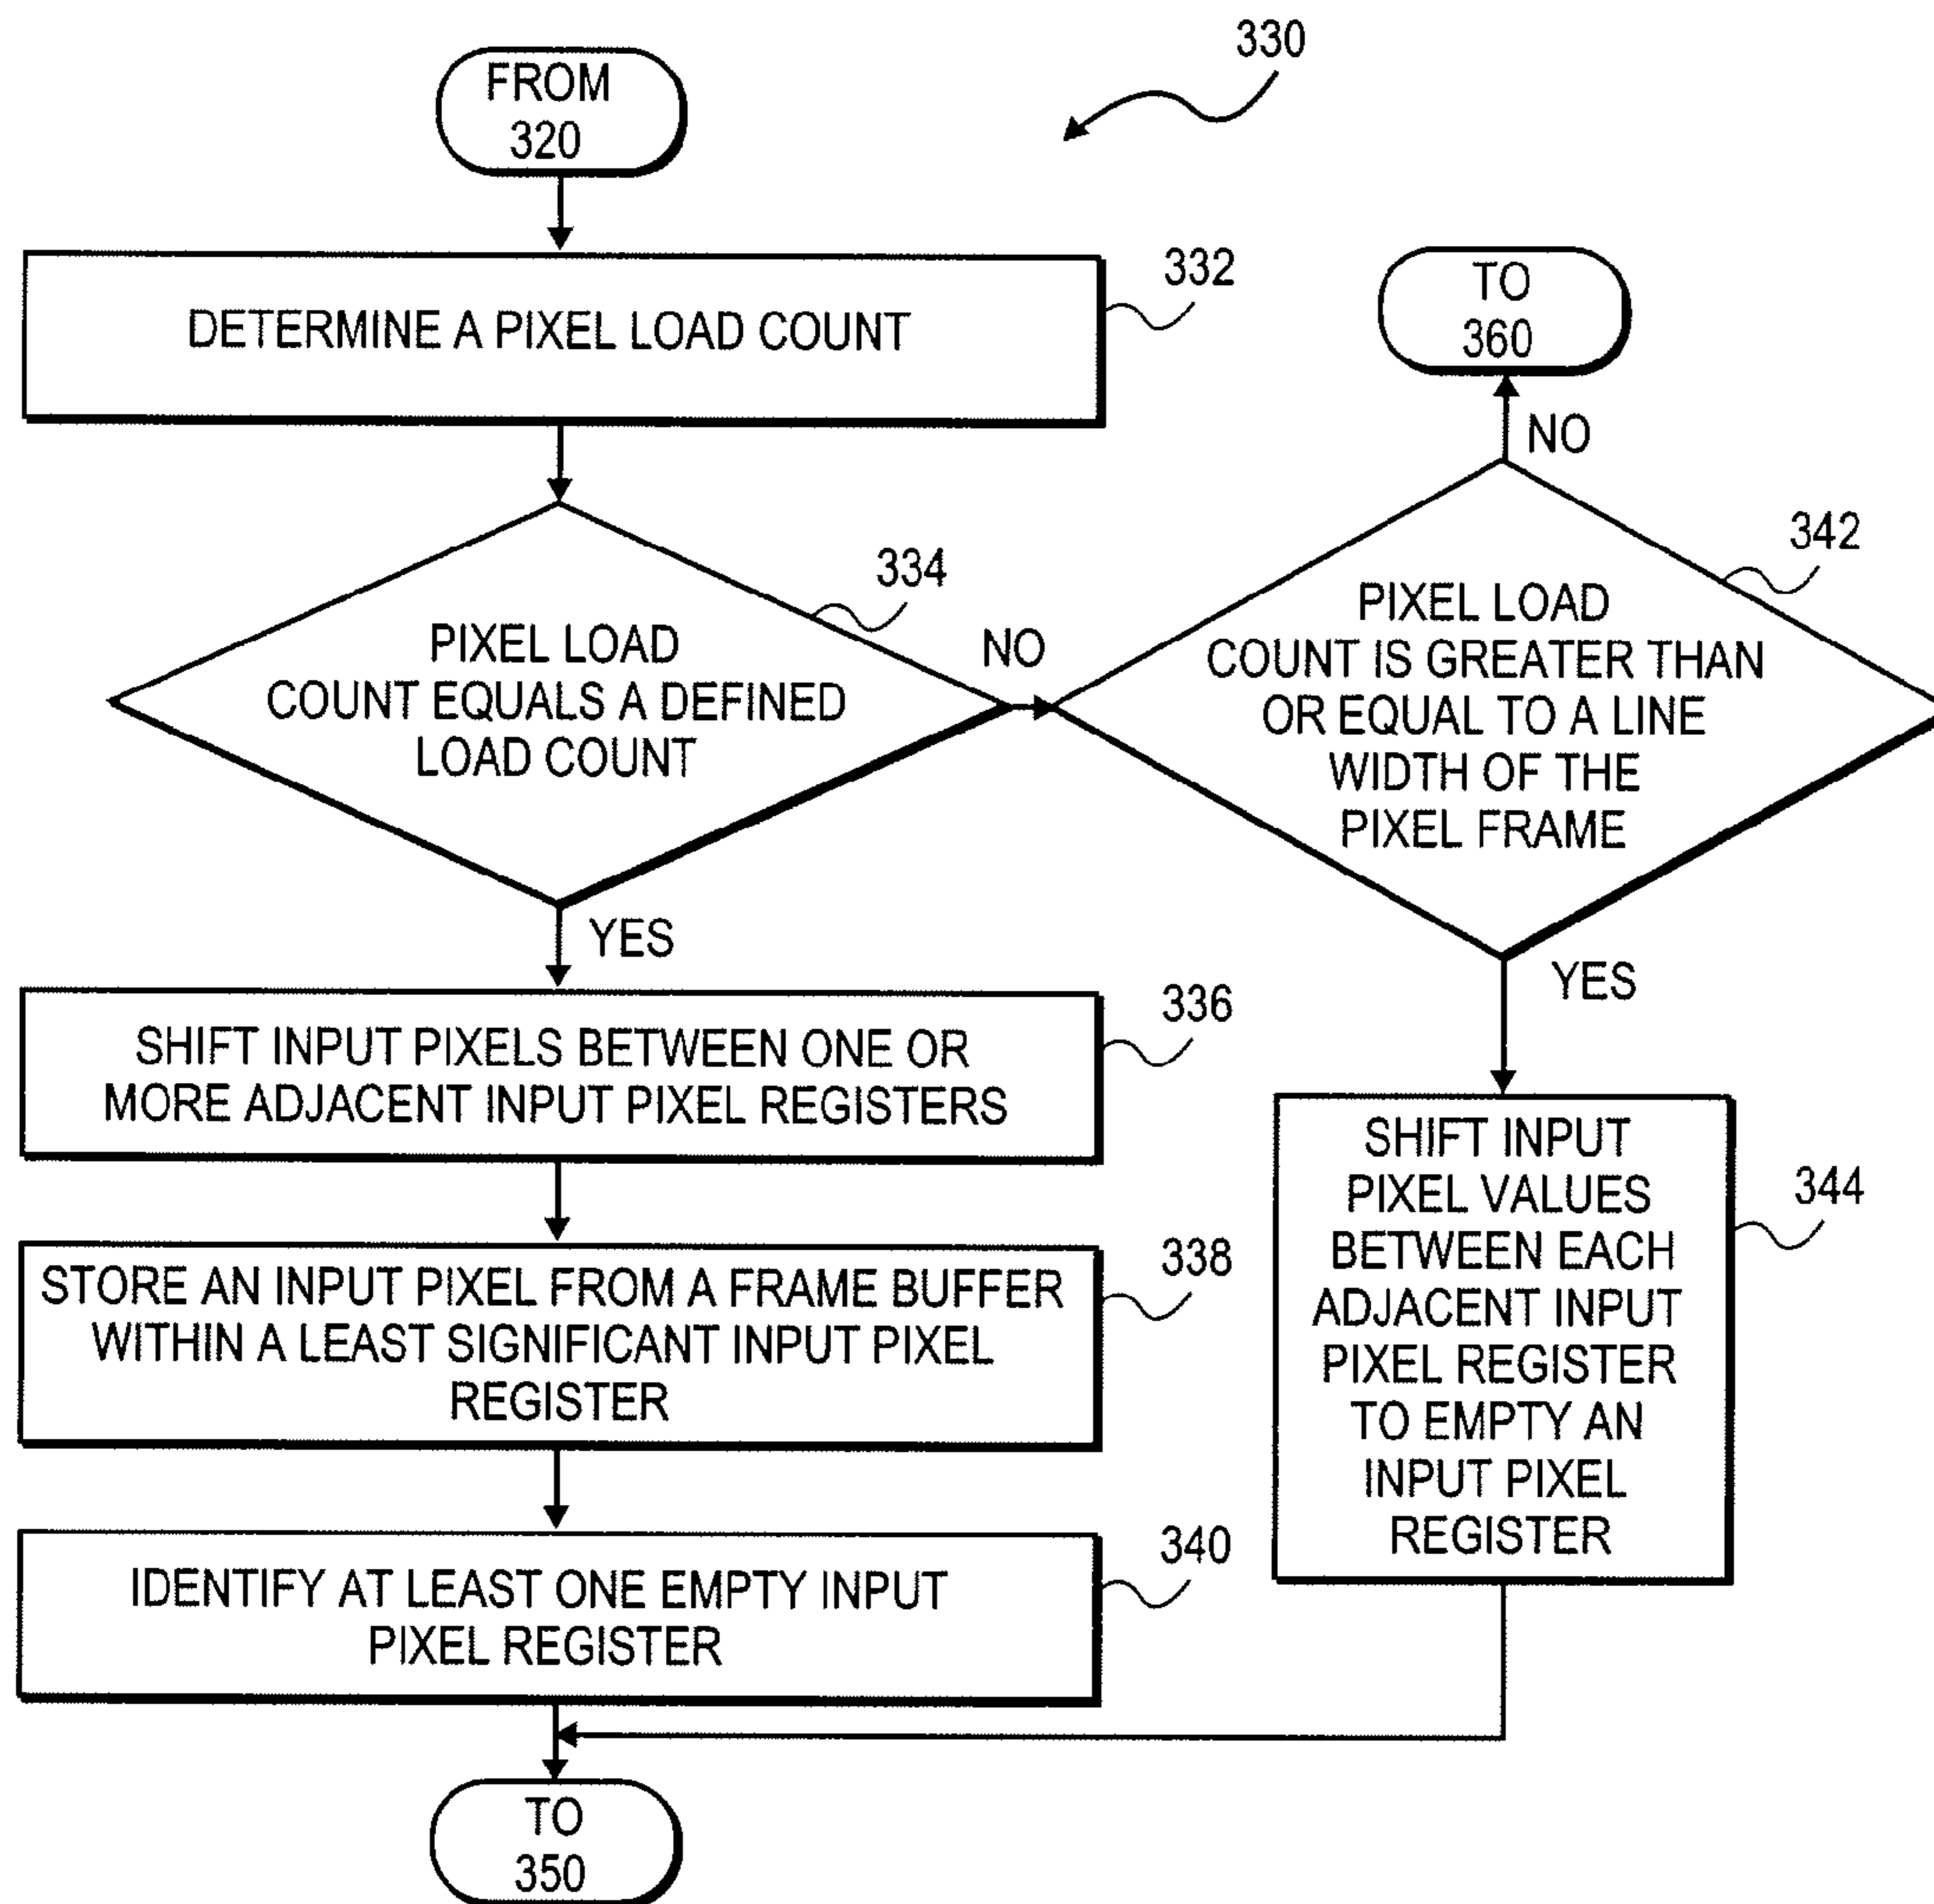 330
FROM
320
332
DETERMINE A PIXEL LOAD COUNT
334
PIXEL LOAD
COUNT EQUALS A DEFINED
LOAD COUNT
NO
YES
336
SHIFT INPUT PIXELS BETWEEN ONE OR
MORE ADJACENT INPUT PIXEL REGISTERS
338
STORE AN INPUT PIXEL FROM A FRAME BUFFER
WITHIN A LEAST SIGNIFICANT INPUT PIXEL
REGISTER
340
IDENTIFY AT LEAST ONE EMPTY INPUT
PIXEL REGISTER
TO
350
TO
360
NO
342
PIXEL LOAD
COUNT IS GREATER THAN
OR EQUAL TO A LINE
WIDTH OF THE
PIXEL FRAME
YES
344
SHIFT INPUT
PIXEL VALUES
BETWEEN EACH
ADJACENT INPUT
PIXEL REGISTER
TO EMPTY AN
INPUT PIXEL
REGISTER